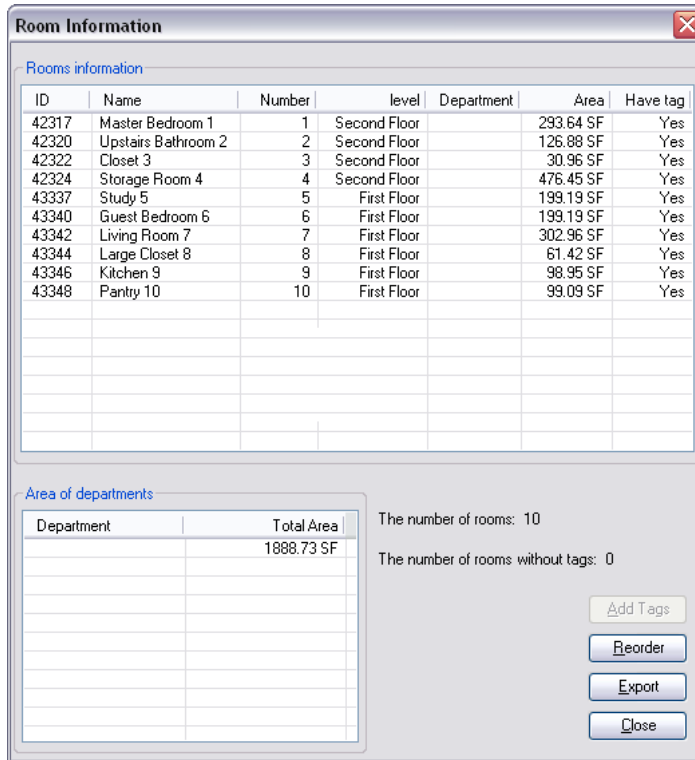 Room Information
Rooms information
ID Name Number level Department Area Have tag
42317 Master Bedroom 1 1 Second Floor 293.64 SF Yes
42320 Upstairs Bathroom 2 2 Second Floor 126.88 SF Yes
42322 Closet 3 3 Second Floor 30.96 SF Yes
42324 Storage Room 4 4 Second Floor 476.45 SF Yes
43337 Study 5 5 First Floor 199.19 SF Yes
43340 Guest Bedroom 6 6 First Floor 199.19 SF Yes
43342 Living Room 7 7 First Floor 302.96 SF Yes
43344 Large Closet 8 8 First Floor 61.42 SF Yes
43346 Kitchen 9 9 First Floor 98.95 SF Yes
43348 Pantry 10 10 First Floor 99.09 SF Yes
Area of departments
Department Total Area
1888.73 SF
The number of rooms: 10
The number of rooms without tags: 0
Add Tags
Reorder
Export
Close